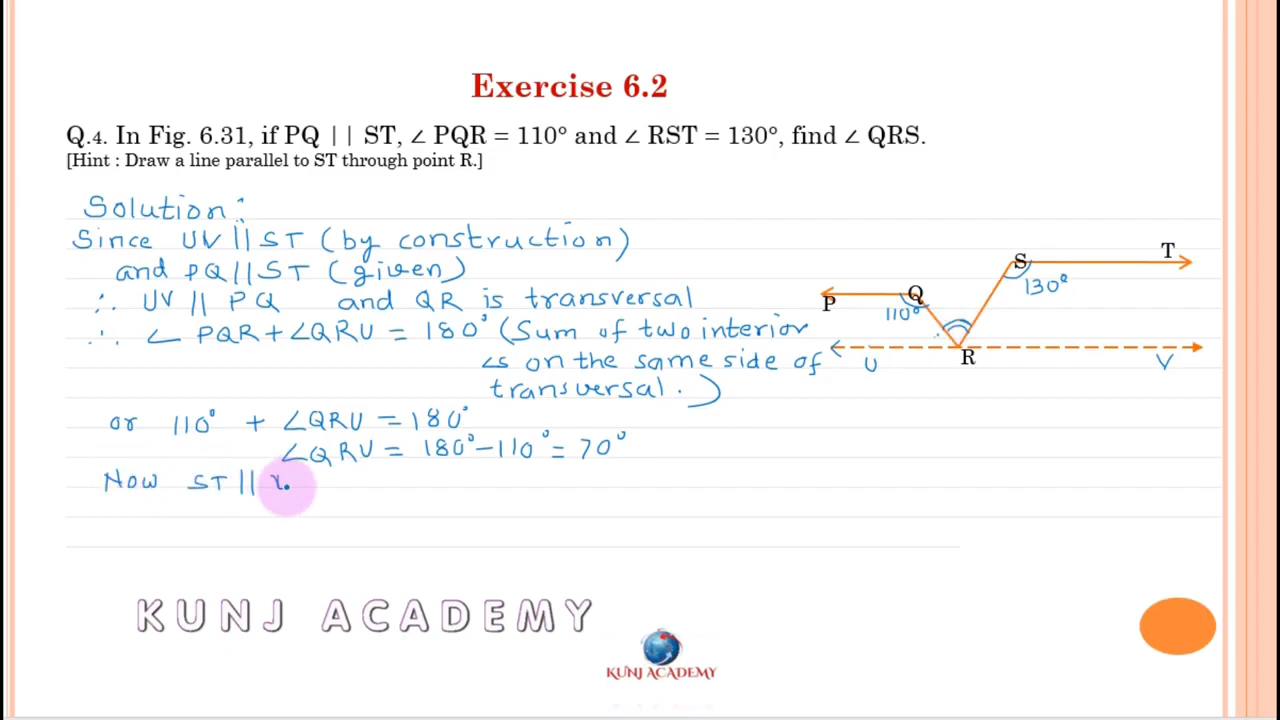 Exercise 6.2
Q.4. In Fig. 6.31, if PQ || ST, ∠ PQR = 110° and ∠ RST = 130°, find ∠ QRS.
[Hint : Draw a line parallel to ST through point R.]
Solution:
Since UV || ST (by construction)
and PQ || ST (given)
∴ UV || PQ and QR is transversal
∴ ∠ PQR + ∠QRU = 180° (Sum of two interior
∠s on the same side of
transversal.)
or 110° + ∠QRU = 180°
∠QRU = 180° - 110° = 70°
Now ST ||
T
S
130°
Q
P
110°
R
U
V
KUNJ ACADEMY
KUNJ ACADEMY